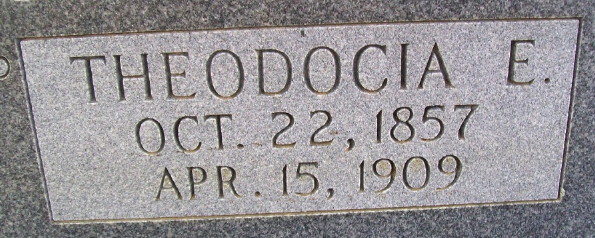 THEODOCIA E.
OCT. 22, 1857
APR. 15, 1909